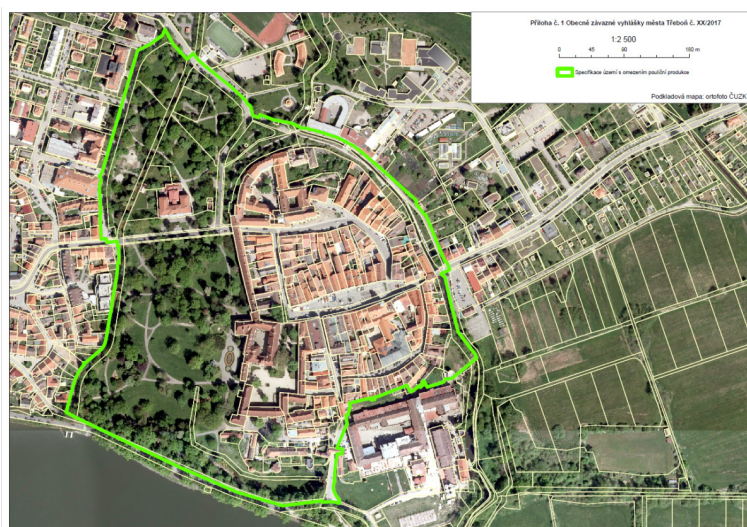 Příloha č. 1 Obecně závazné vyhlášky města Třeboň č. XX/2017
1:2 500
0 45 90 180 m
Specifikace území s omezením pouliční produkce
Podkladová mapa: ortofoto ČÚZK